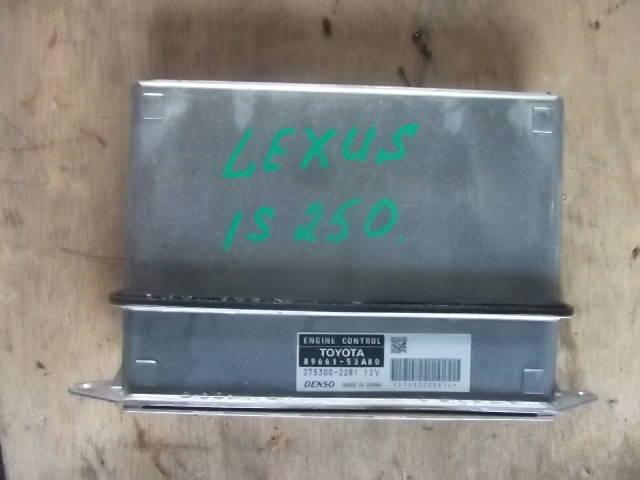 LEXUS
IS 250.
ENGINE CONTROL
TOYOTA
89661-53A80
275300-2281 12V
DENSO MADE IN JAPAN